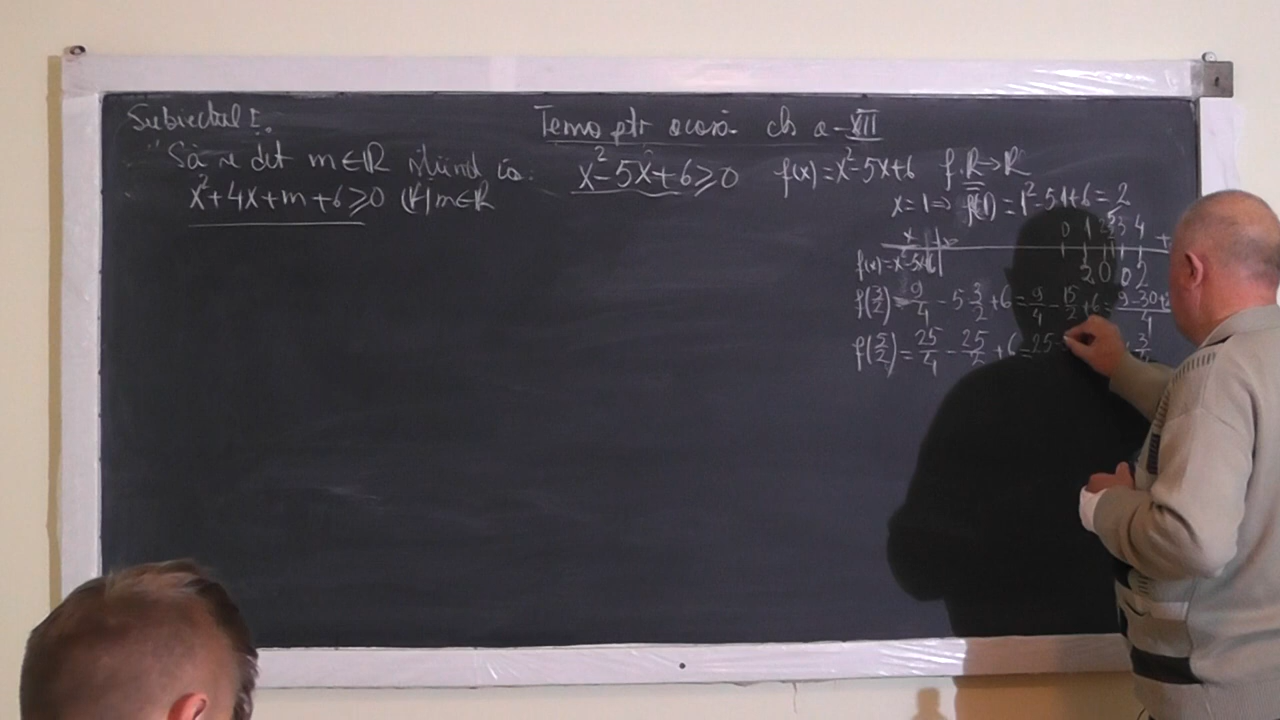 Subiectul I.
Temă ptr acasă cls a-XII
Să se det m∈R știind că: x²-5x+6⩾0 f(x)=x²-5x+6 f:R→R
x²+4x+m+6⩾0 (∀)m∈R
x=1⇒ f(1)=1²-5·1+6=2
x 0 1 3 4
f(x)=x²-5x+6 2 0 0 2
f(3/2)=9/4-5·3/2+6=9/4-15/2+6=
f(5/2)=25/4-25/2+6=25